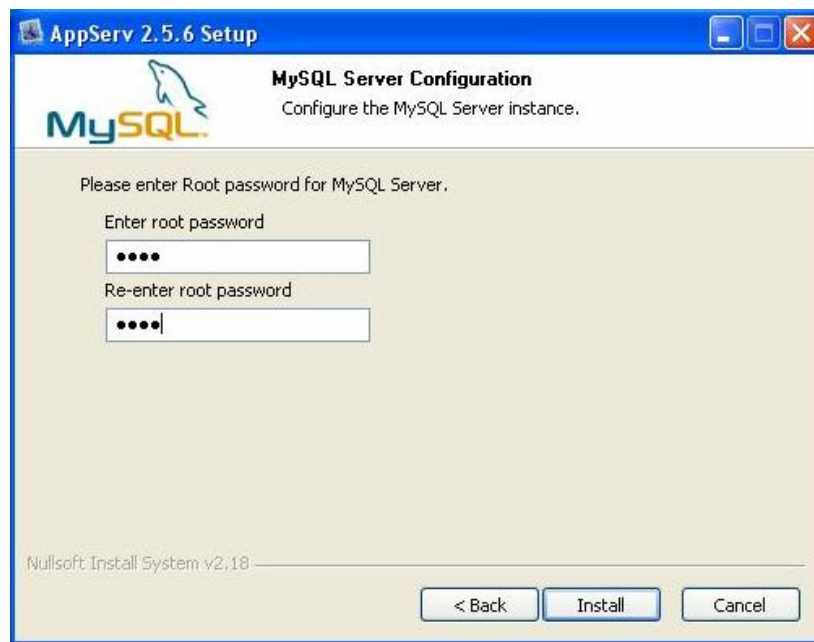 AppServ 2.5.6 Setup
MySQL Server Configuration
Configure the MySQL Server instance.
MySQL
Please enter Root password for MySQL Server.
Enter root password
••••
Re-enter root password
••••
Nullsoft Install System v2.18
< Back
Install
Cancel